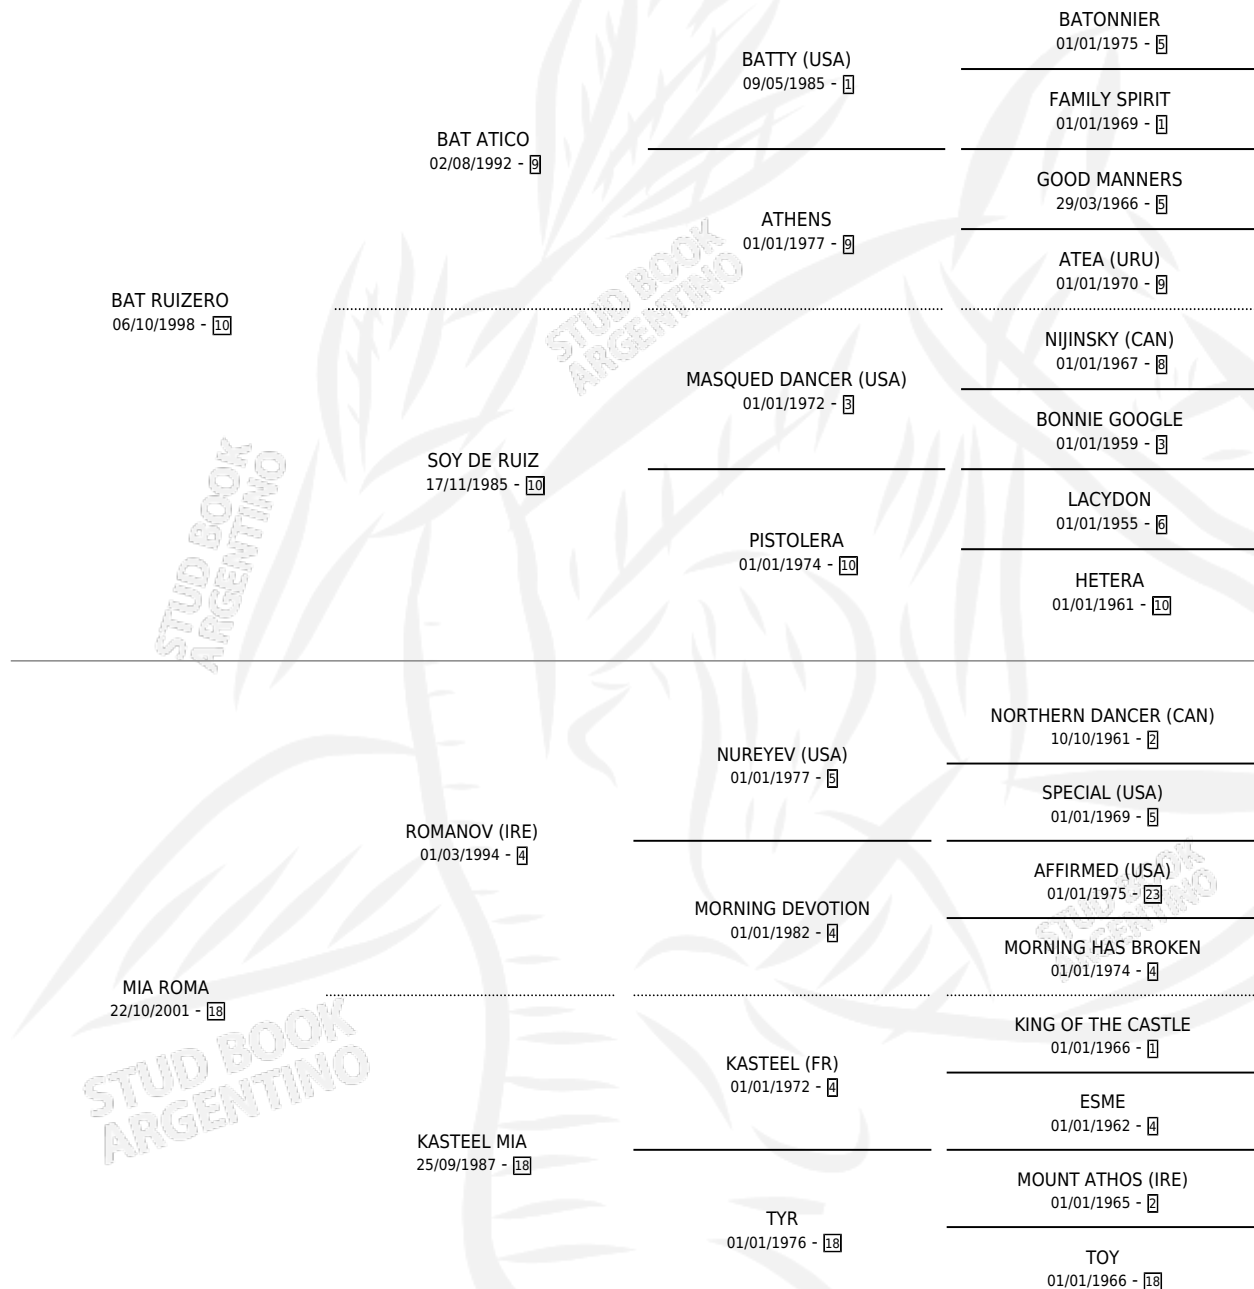 BATONNIER
01/01/1975 - 5
BATTY (USA)
09/05/1985 - 1
FAMILY SPIRIT
01/01/1969 - 1
BAT ATICO
02/08/1992 - 9
GOOD MANNERS
29/03/1966 - 5
ATHENS
01/01/1977 - 9
ATEA (URU)
01/01/1970 - 9
BAT RUIZERO
06/10/1998 - 10
NIJINSKY (CAN)
01/01/1967 - 8
MASQUED DANCER (USA)
01/01/1972 - 3
BONNIE GOOGLE
01/01/1959 - 3
SOY DE RUIZ
17/11/1985 - 10
LACYDON
01/01/1955 - 6
PISTOLERA
01/01/1974 - 10
HETERA
01/01/1961 - 10
STUD BOOK
ARGENTINO
STUD BOOK
ARGENTINO
NORTHERN DANCER (CAN)
10/10/1961 - 2
NUREYEV (USA)
01/01/1977 - 5
SPECIAL (USA)
01/01/1969 - 5
ROMANOV (IRE)
01/03/1994 - 4
AFFIRMED (USA)
01/01/1975 - 23
MORNING DEVOTION
01/01/1982 - 4
MORNING HAS BROKEN
01/01/1974 - 4
MIA ROMA
22/10/2001 - 18
KING OF THE CASTLE
01/01/1966 - 1
KASTEEL (FR)
01/01/1972 - 4
ESME
01/01/1962 - 4
KASTEEL MIA
25/09/1987 - 18
MOUNT ATHOS (IRE)
01/01/1965 - 2
TYR
01/01/1976 - 18
TOY
01/01/1966 - 18
STUD BOOK
ARGENTINO
STUD BOOK
ARGENTINO